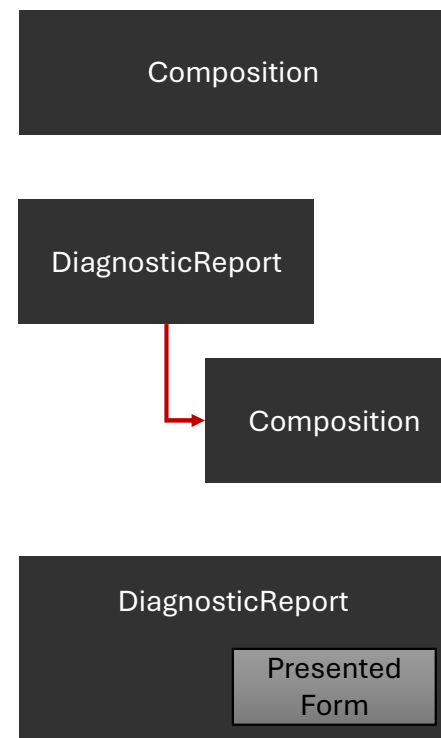 Composition
DiagnosticReport
Composition
DiagnosticReport
Presented
Form